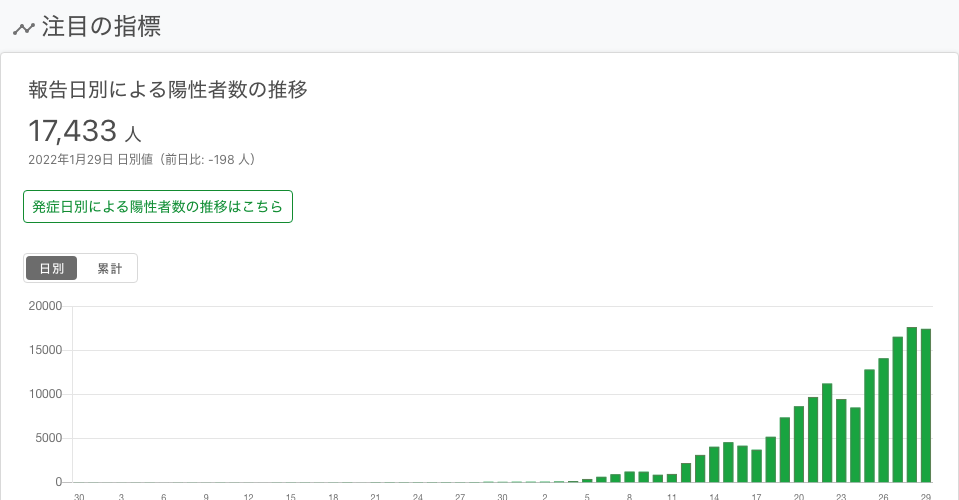 注目の指標
報告日別による陽性者数の推移
17,433 人
2022年1月29日 日別値（前日比: -198 人）
発症日別による陽性者数の推移はこちら
日別 累計
20000
15000
10000
5000
0
30 3 6 9 12 15 18 21 24 27 30 2 5 8 11 14 17 20 23 26 29